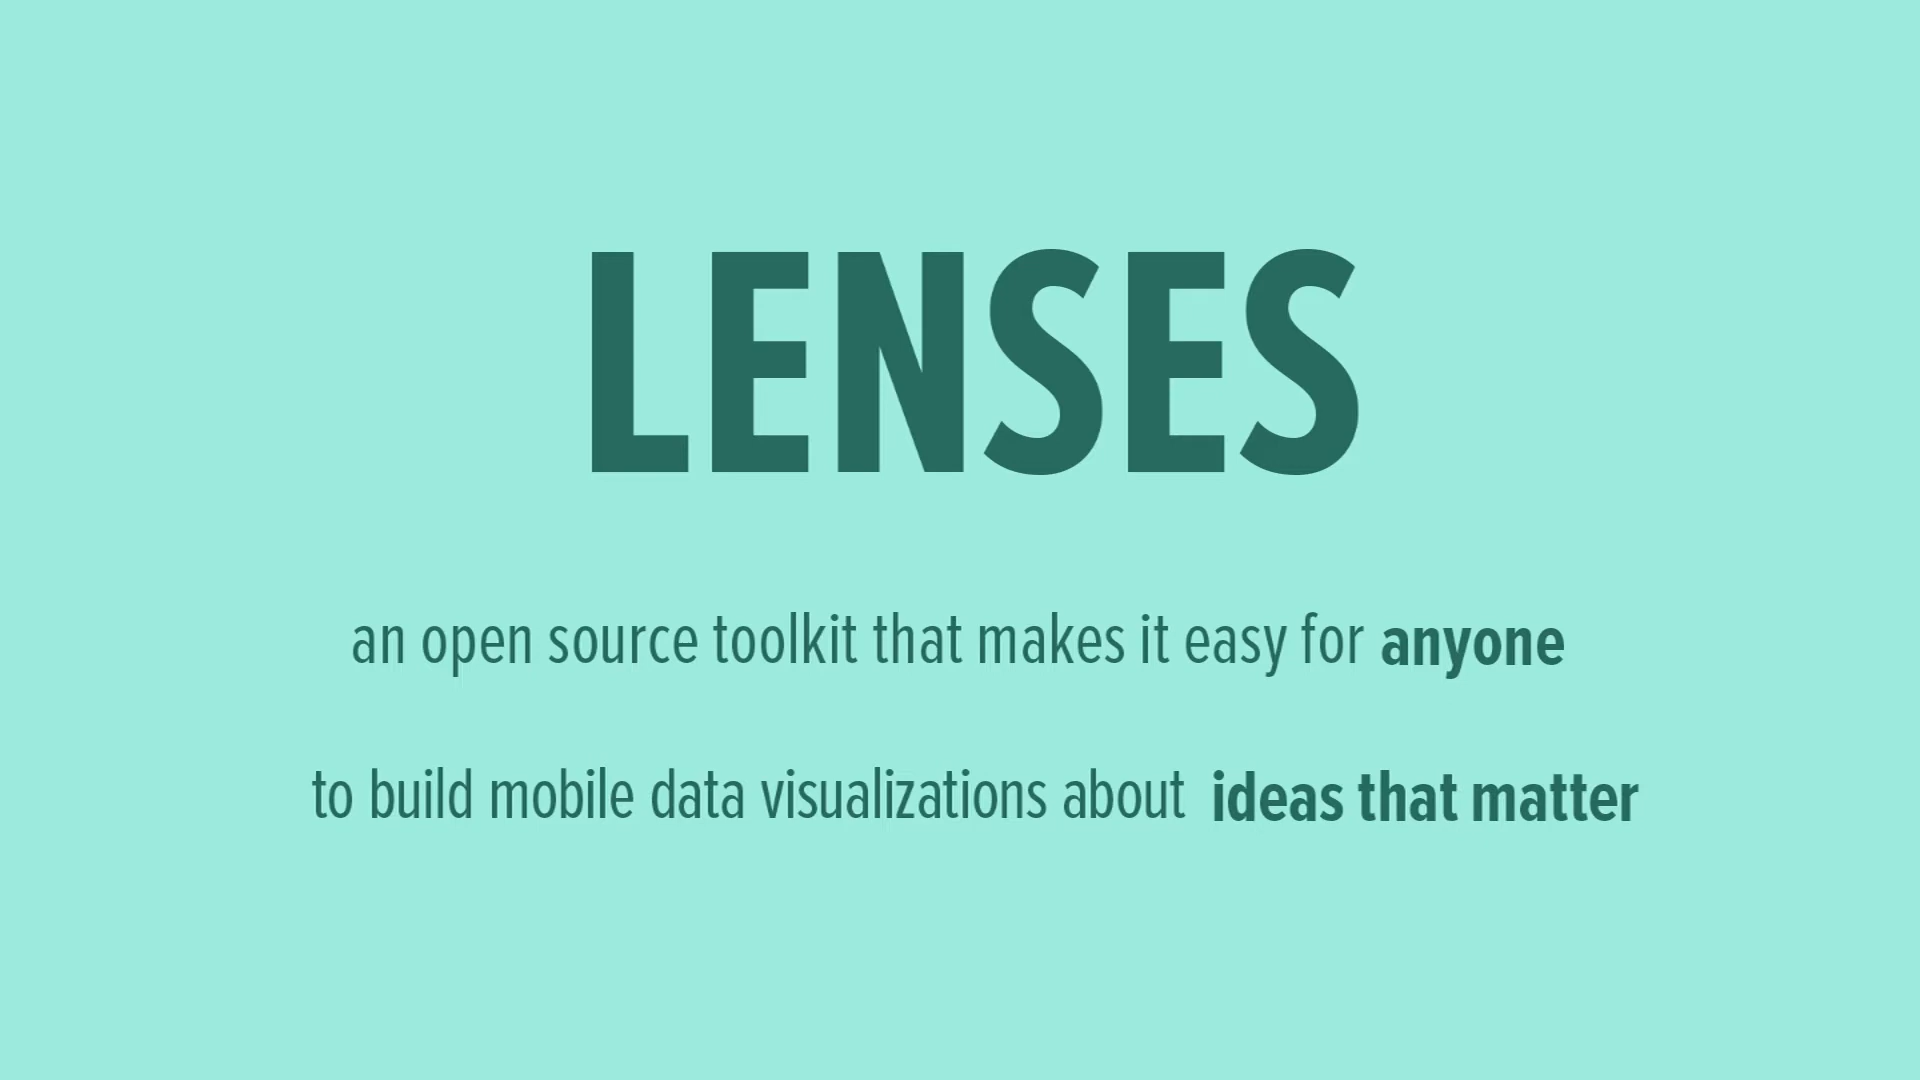 LENSES
an open source toolkit that makes it easy for anyone
to build mobile data visualizations about ideas that matter